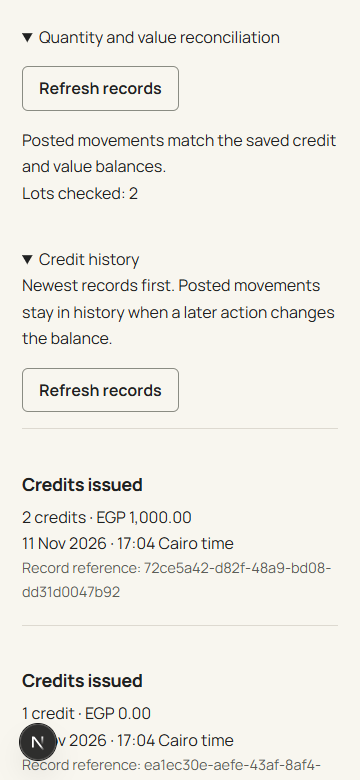 Quantity and value reconciliation
Refresh records
Posted movements match the saved credit
and value balances.
Lots checked: 2
Credit history
Newest records first. Posted movements
stay in history when a later action changes
the balance.
Refresh records
Credits issued
2 credits · EGP 1,000.00
11 Nov 2026 · 17:04 Cairo time
Record reference: 72ce5a42-d82f-48a9-bd08-
dd31d0047b92
Credits issued
1 credit · EGP 0.00
2026 · 17:04 Cairo time
Record reference: ea1ec30e-aefe-43af-8af4-
N